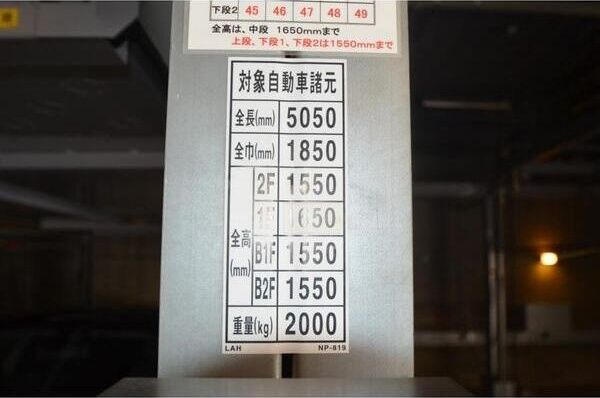 下段2 45 46 47 48 49
全高は、中段 1650mmまで
上段、下段1、下段2は1550mmまで
対象自動車諸元
全長(mm) 5050
全巾(mm) 1850
全高(mm) 2F 1550
1F 1650
B1F 1550
B2F 1550
重量(kg) 2000
LAH NP-819